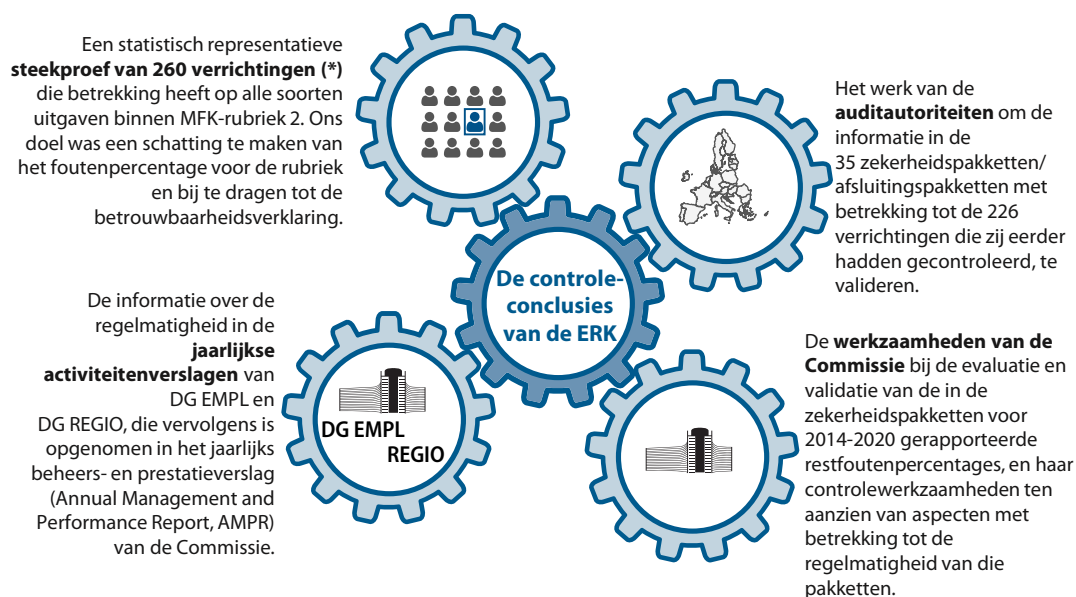 Een statistisch representatieve
steekproef van 260 verrichtingen (*)
die betrekking heeft op alle soorten
uitgaven binnen MFK-rubriek 2. Ons
doel was een schatting te maken van
het foutenpercentage voor de rubriek
en bij te dragen tot de
betrouwbaarheidsverklaring.
Het werk van de
auditautoriteiten om de
informatie in de
35 zekerheidspakketten/
afsluitingspakketten met
betrekking tot de 226
verrichtingen die zij eerder
hadden gecontroleerd, te
valideren.
De controle-
conclusies
van de ERK
De informatie over de
regelmatigheid in de
jaarlijkse
activiteitenverslagen van
DG EMPL en
DG REGIO, die vervolgens is
opgenomen in het jaarlijks
beheers- en prestatieverslag
(Annual Management and
Performance Report, AMPR)
van de Commissie.
DG EMPL
REGIO
De werkzaamheden van de
Commissie bij de evaluatie en
validatie van de in de
zekerheidspakketten voor
2014-2020 gerapporteerde
restfoutenpercentages, en haar
controlewerkzaamheden ten
aanzien van aspecten met
betrekking tot de
regelmatigheid van die
pakketten.